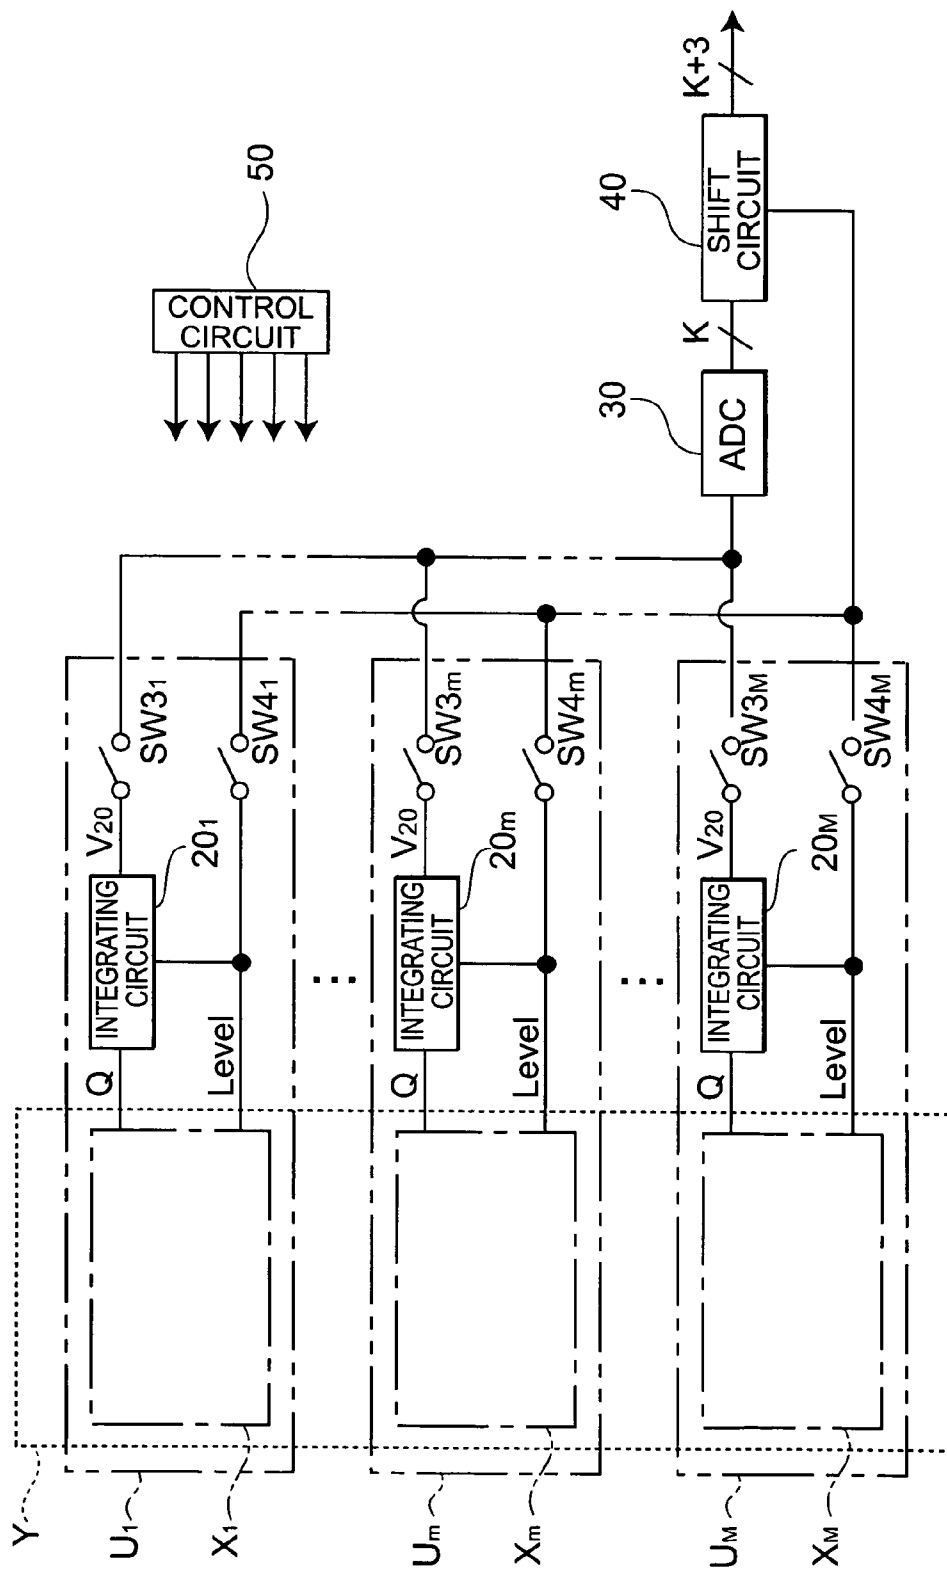 Y
U1
X1
Q
Level
INTEGRATING
CIRCUIT
201
V20
SW31
SW41
...
Um
Xm
Q
Level
INTEGRATING
CIRCUIT
20m
V20
SW3m
SW4m
...
UM
XM
Q
Level
INTEGRATING
CIRCUIT
20M
V20
SW3M
SW4M
CONTROL
CIRCUIT
50
30
ADC
K
40
SHIFT
CIRCUIT
K+3